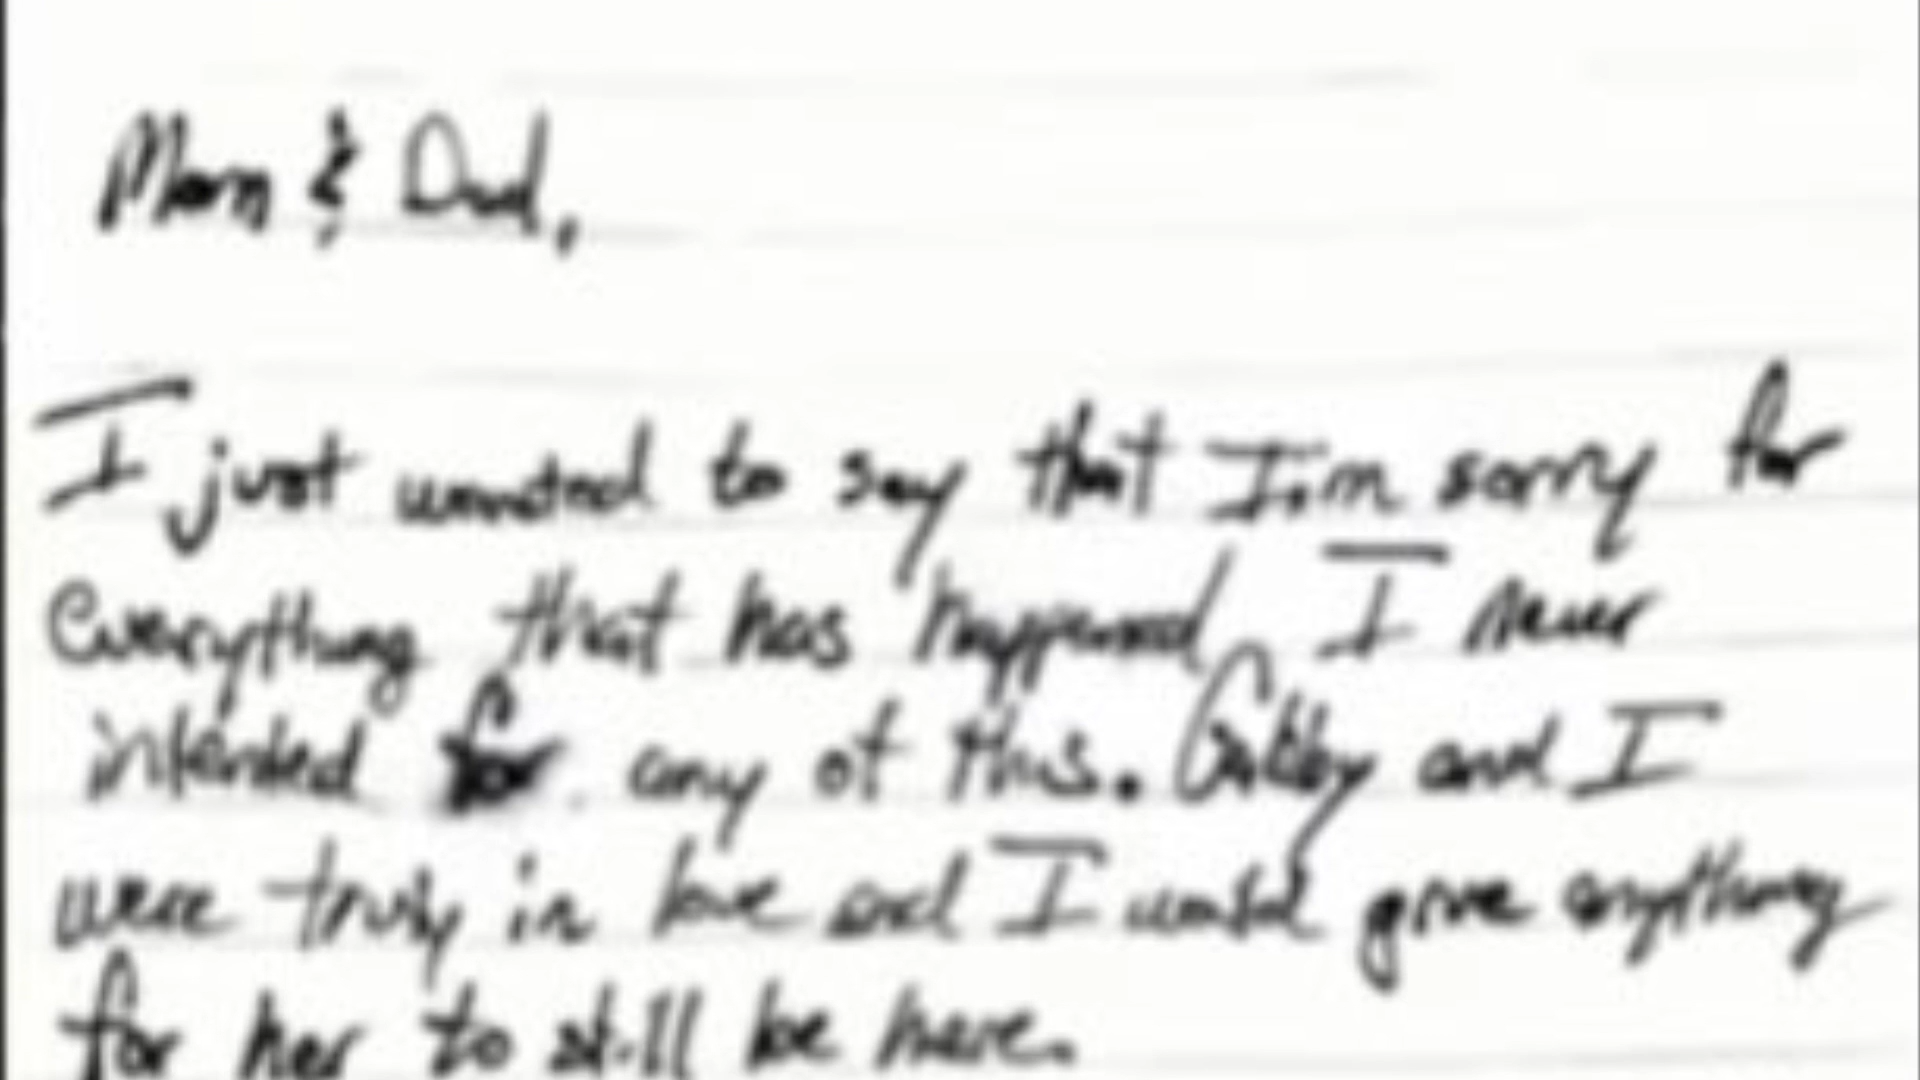 Mom & Dad,
I just wanted to say that I'm sorry for
everything that has happened, I never
intended for any of this. Gabby and I
were truly in love and I would give anything
for her to still be here.